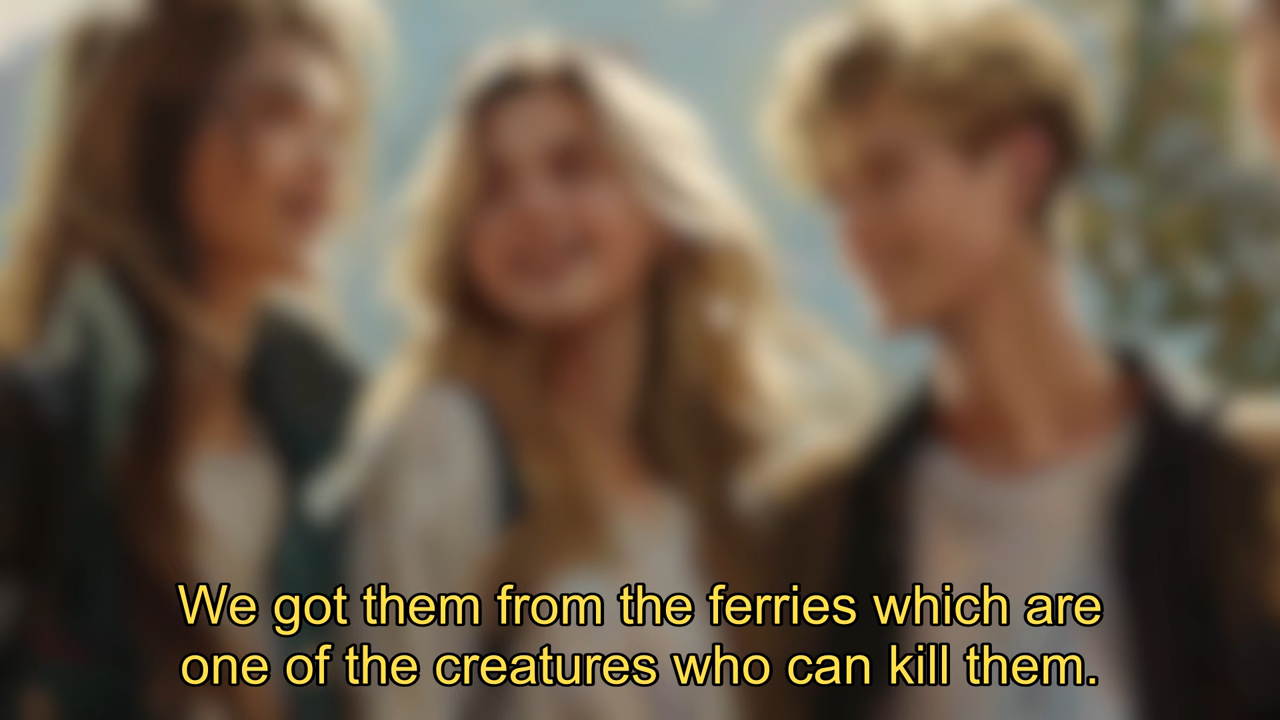 We got them from the ferries which are
one of the creatures who can kill them.